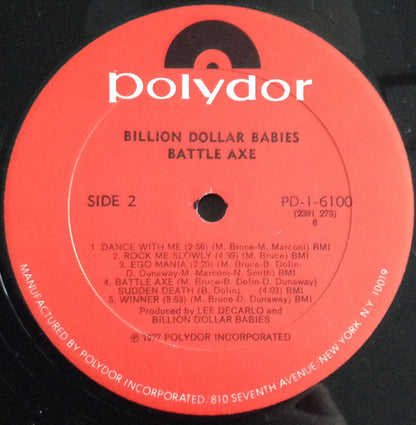 polydor
BILLION DOLLAR BABIES
BATTLE AXE
SIDE 2
PD-1-6100
(2391 273)
6
1. DANCE WITH ME (2:56) (M. Bruce-M. Marconi) BMI
2. ROCK ME SLOWLY (4:39) (M. Bruce) BMI
3. EGO MANIA (2:23) (M. Bruce-B. Dolin-
D. Dunaway-M. Marconi-N. Smith) BMI
4. BATTLE AXE (M. Bruce-B. Dolin-D. Dunaway)
SUDDEN DEATH (B. Dolin) (4:03) BMI
5. WINNER (3:53) (M. Bruce-D. Dunaway) BMI
Produced by LEE DECARLO and
BILLION DOLLAR BABIES
℗ 1977 POLYDOR INCORPORATED
MANUFACTURED BY POLYDOR INCORPORATED/810 SEVENTH AVENUE/NEW YORK, N.Y. 10019